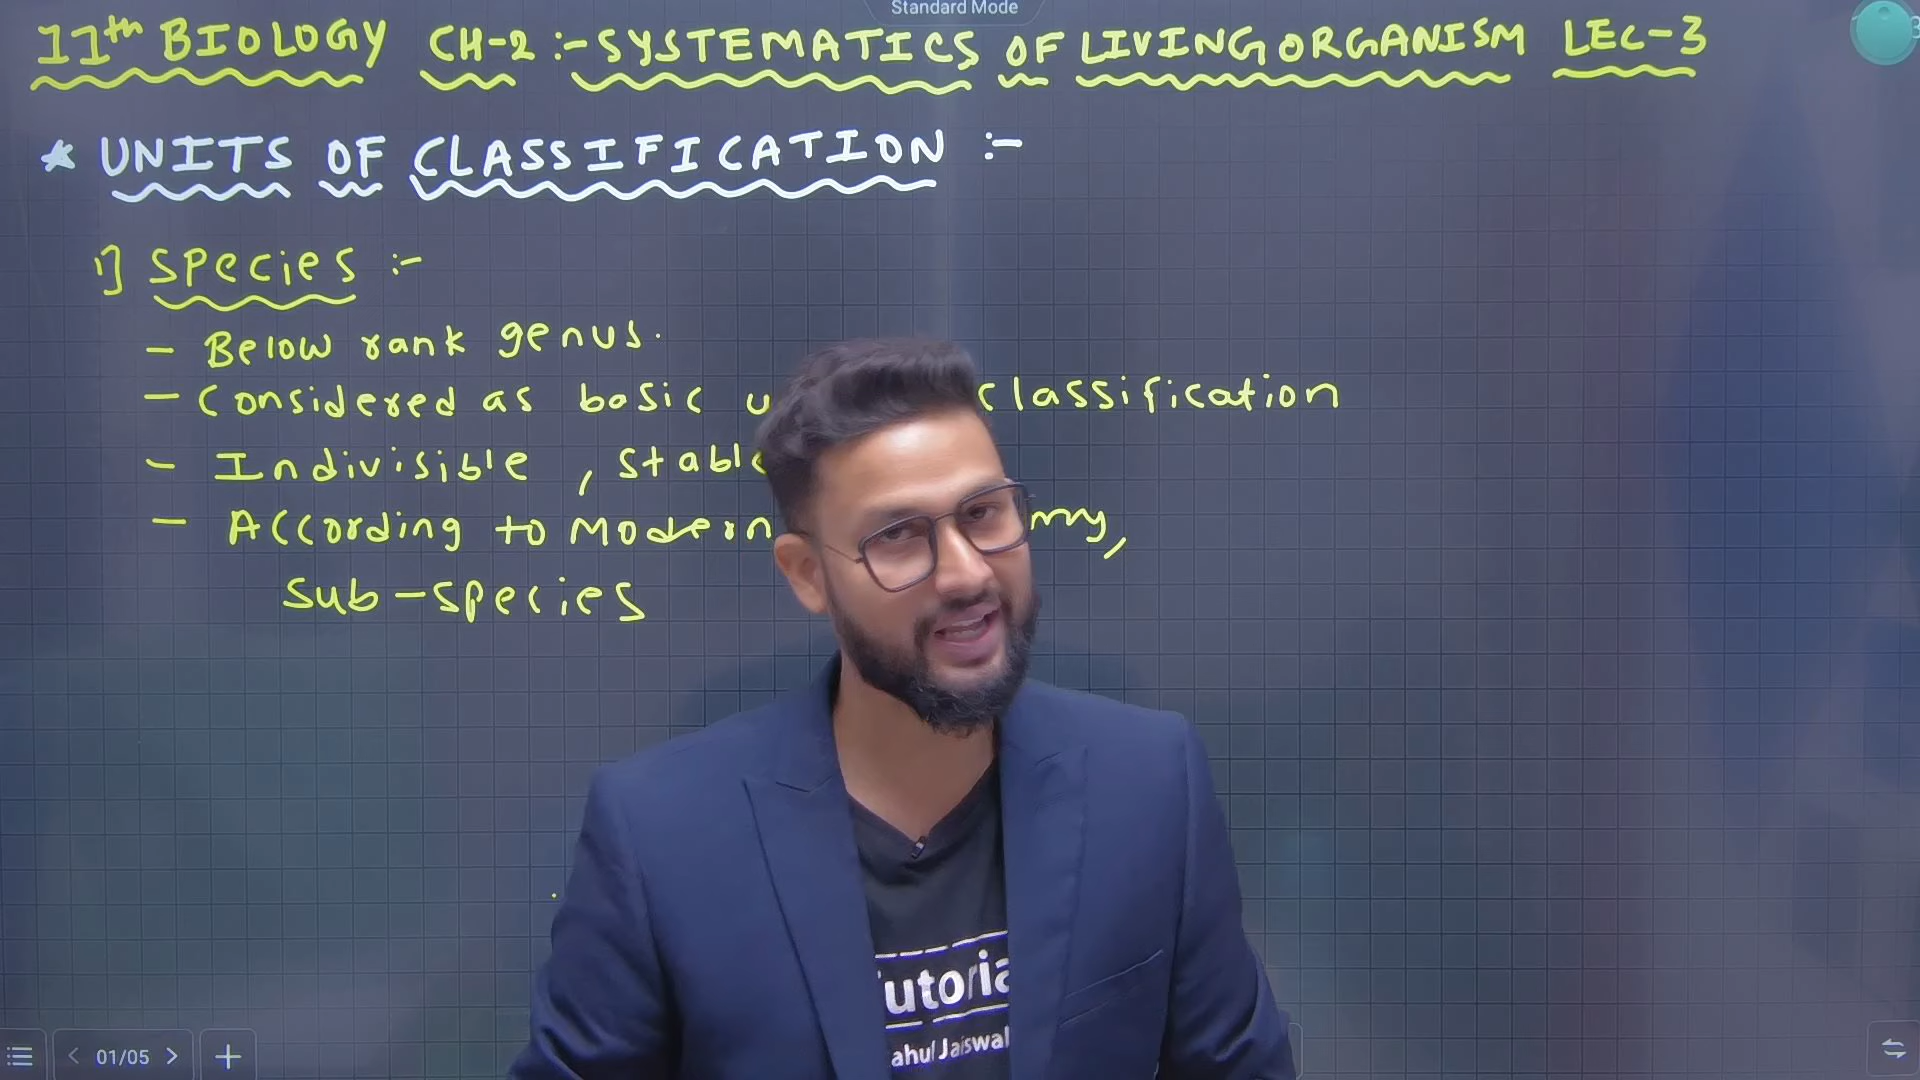 Standard Mode
11th BIOLOGY CH-2 :- SYSTEMATICS OF LIVING ORGANISM LEC-3
* UNITS OF CLASSIFICATION :-
1] Species :-
- Below rank genus.
- Considered as basic classification
- Indivisible , stable
- According to Modern
sub-species
utoria
ahul Jaiswal
01/05